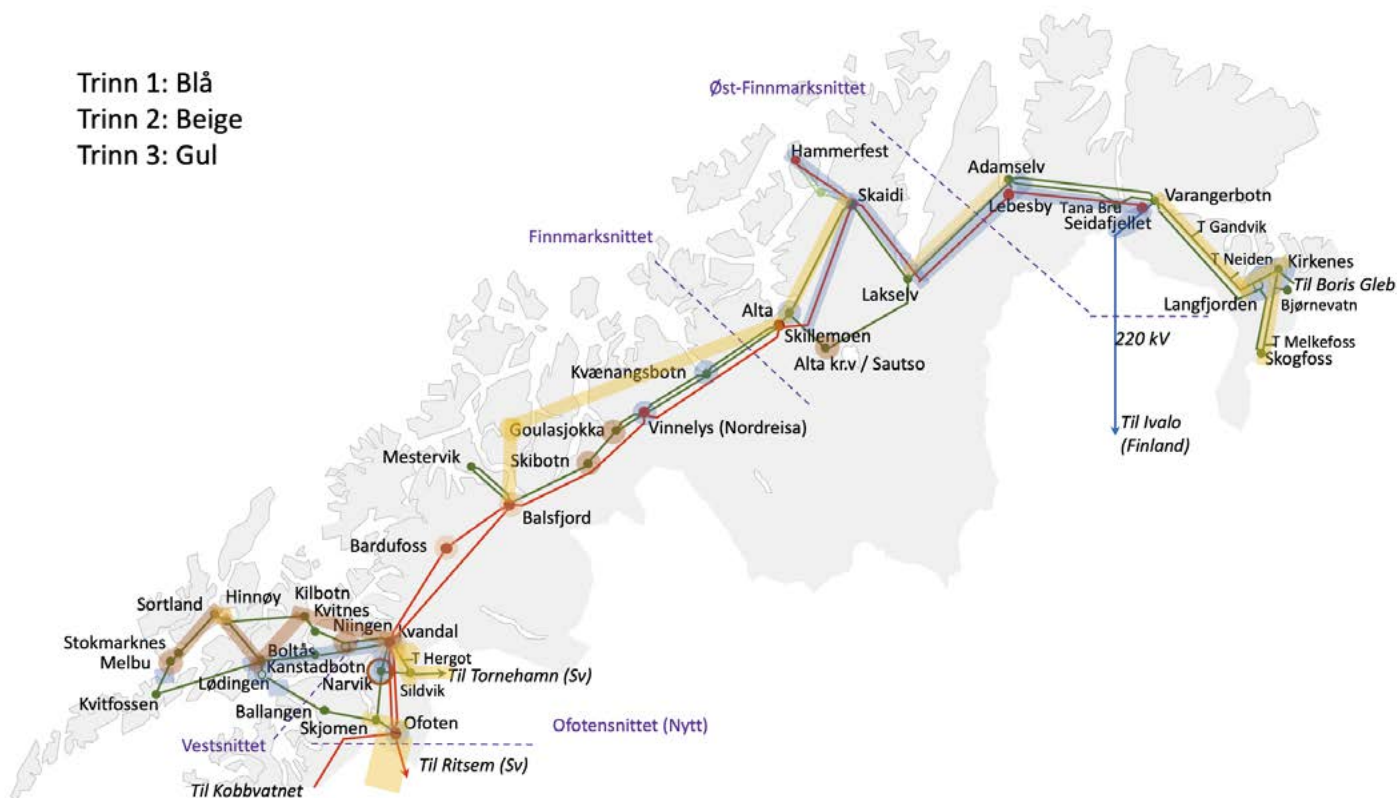 Trinn 1: Blå
Trinn 2: Beige
Trinn 3: Gul
Øst-Finnmarksnittet
Hammerfest
Adamselv
Skaidi
Varangerbotn
Lebesby
Tana Bru
Seidafjellet
T Gandvik
Finnmarksnittet
T Neiden
Kirkenes
Til Boris Gleb
Lakselv
Langfjorden
Bjørnevatn
Alta
Skillemoen
220 kV
T Melkefoss
Skogfoss
Alta kr.v / Sautso
Kvænangsbotn
Til Ivalo
(Finland)
Goulasjokka
Vinnelys (Nordreisa)
Mestervik
Skibotn
Balsfjord
Bardufoss
Sortland
Hinnøy
Kilbotn
Kvitnes
Niingen
Kvandal
Stokmarknes
Melbu
Boltås
Kanstadbotn
T Hergot
Til Tornehamn (Sv)
Lødingen
Narvik
Sildvik
Kvitfossen
Ballangen
Skjomen
Ofoten
Ofotensnittet (Nytt)
Vestsnittet
Til Ritsem (Sv)
Til Kobbvatnet